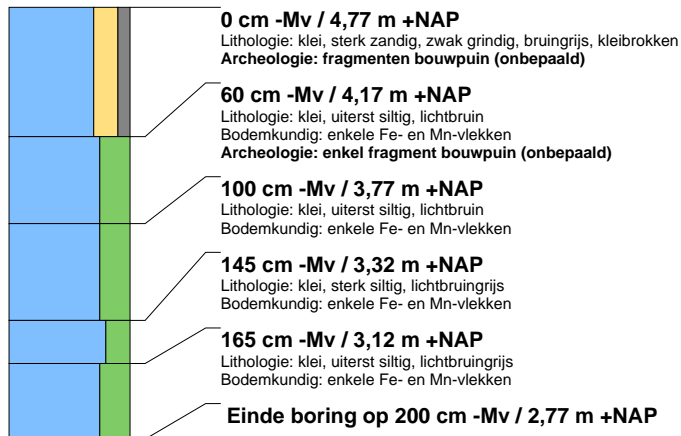 0 cm -Mv / 4,77 m +NAP
Lithologie: klei, sterk zandig, zwak grindig, bruingrijs, kleibrokken
Archeologie: fragmenten bouwpuin (onbepaald)
60 cm -Mv / 4,17 m +NAP
Lithologie: klei, uiterst siltig, lichtbruin
Bodemkundig: enkele Fe- en Mn-vlekken
Archeologie: enkel fragment bouwpuin (onbepaald)
100 cm -Mv / 3,77 m +NAP
Lithologie: klei, uiterst siltig, lichtbruin
Bodemkundig: enkele Fe- en Mn-vlekken
145 cm -Mv / 3,32 m +NAP
Lithologie: klei, sterk siltig, lichtbruingrijs
Bodemkundig: enkele Fe- en Mn-vlekken
165 cm -Mv / 3,12 m +NAP
Lithologie: klei, uiterst siltig, lichtbruingrijs
Bodemkundig: enkele Fe- en Mn-vlekken
Einde boring op 200 cm -Mv / 2,77 m +NAP